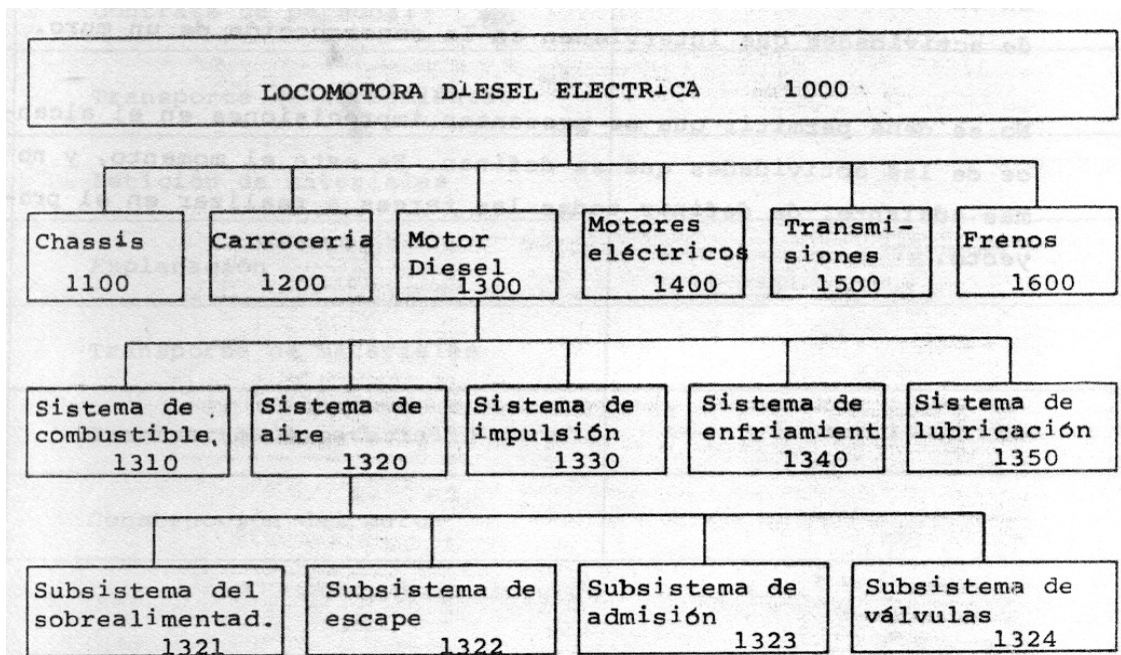 LOCOMOTORA DIESEL ELECTRICA 1000
Chassis
1100
Carroceria
1200
Motor
Diesel
1300
Motores
eléctricos
1400
Transmi-
siones
1500
Frenos
1600
Sistema de
combustible.
1310
Sistema de
aire
1320
Sistema de
impulsión
1330
Sistema de
enfriamient
1340
Sistema de
lubricación
1350
Subsistema del
sobrealimentad.
1321
Subsistema de
escape
1322
Subsistema de
admisión
1323
Subsistema de
válvulas
1324